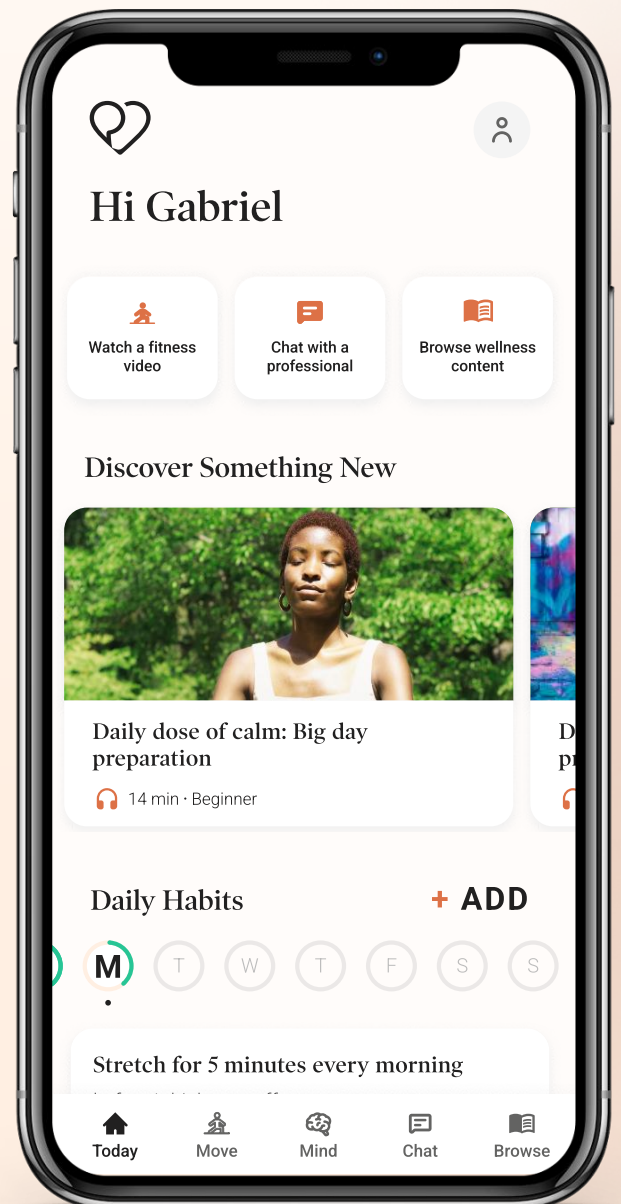 Hi Gabriel
Watch a fitness
video
Chat with a
professional
Browse wellness
content
Discover Something New
Daily dose of calm: Big day
preparation
14 min · Beginner
D
Daily Habits
+ ADD
M T W T F S S
Stretch for 5 minutes every morning
Today Move Mind Chat Browse